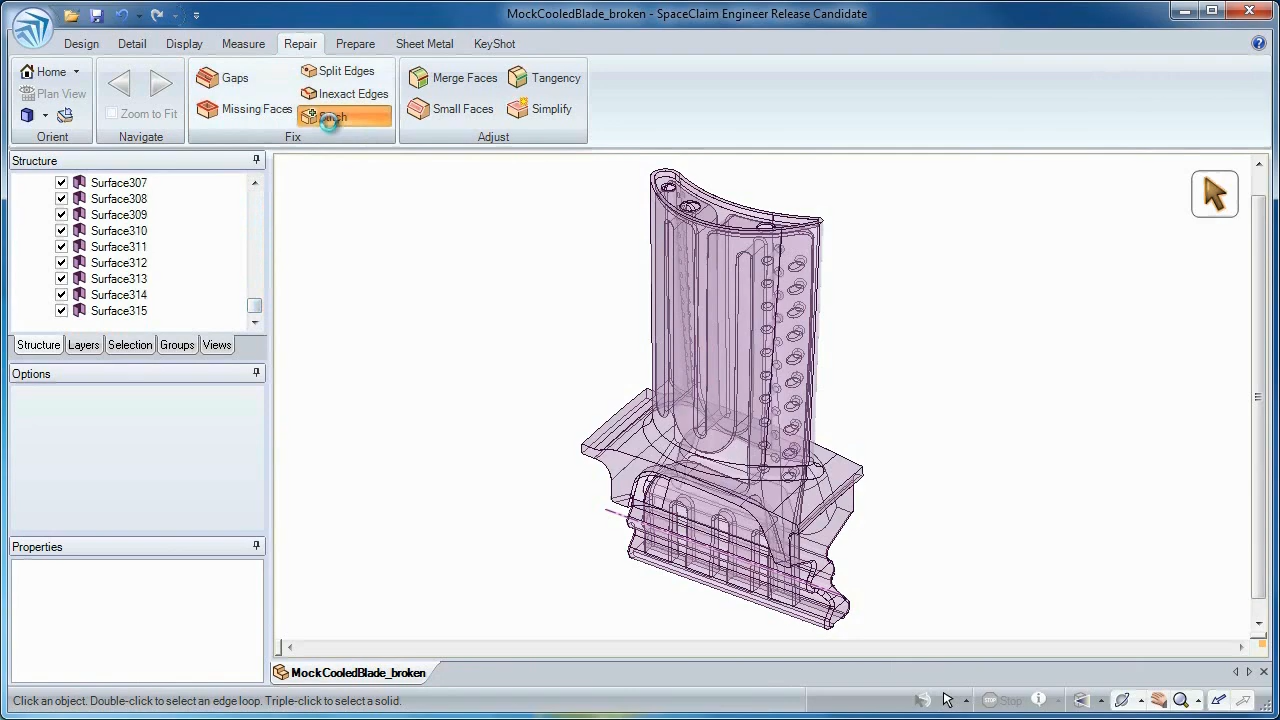 MockCooledBlade_broken - SpaceClaim Engineer Release Candidate
Design Detail Display Measure Repair Prepare Sheet Metal KeyShot
Home
Plan View
Orient
Zoom to Fit
Navigate
Gaps
Missing Faces
Split Edges
Inexact Edges
Fix
Merge Faces
Small Faces
Tangency
Simplify
Adjust
Structure
Surface307
Surface308
Surface309
Surface310
Surface311
Surface312
Surface313
Surface314
Surface315
Structure Layers Selection Groups Views
Options
Properties
MockCooledBlade_broken
Click an object. Double-click to select an edge loop. Triple-click to select a solid.
Stop